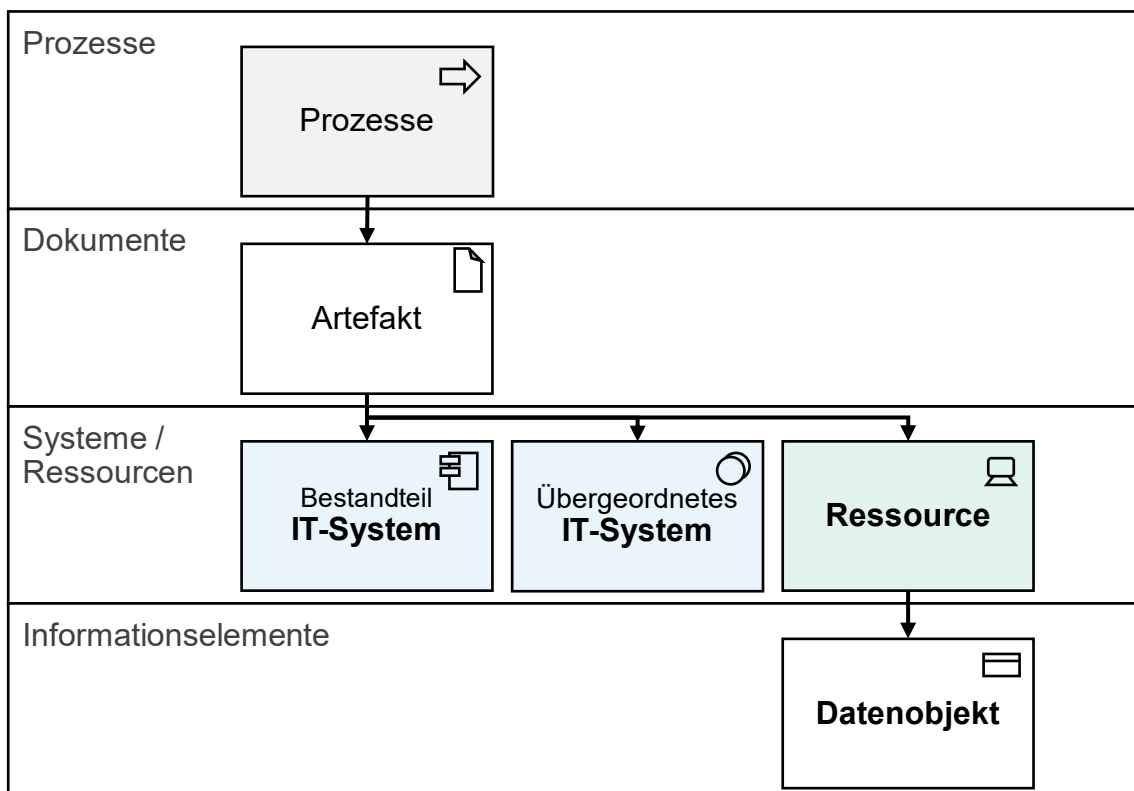 Prozesse
Prozesse
Dokumente
Artefakt
Systeme /
Ressourcen
Bestandteil
IT-System
Übergeordnetes
IT-System
Ressource
Informationselemente
Datenobjekt